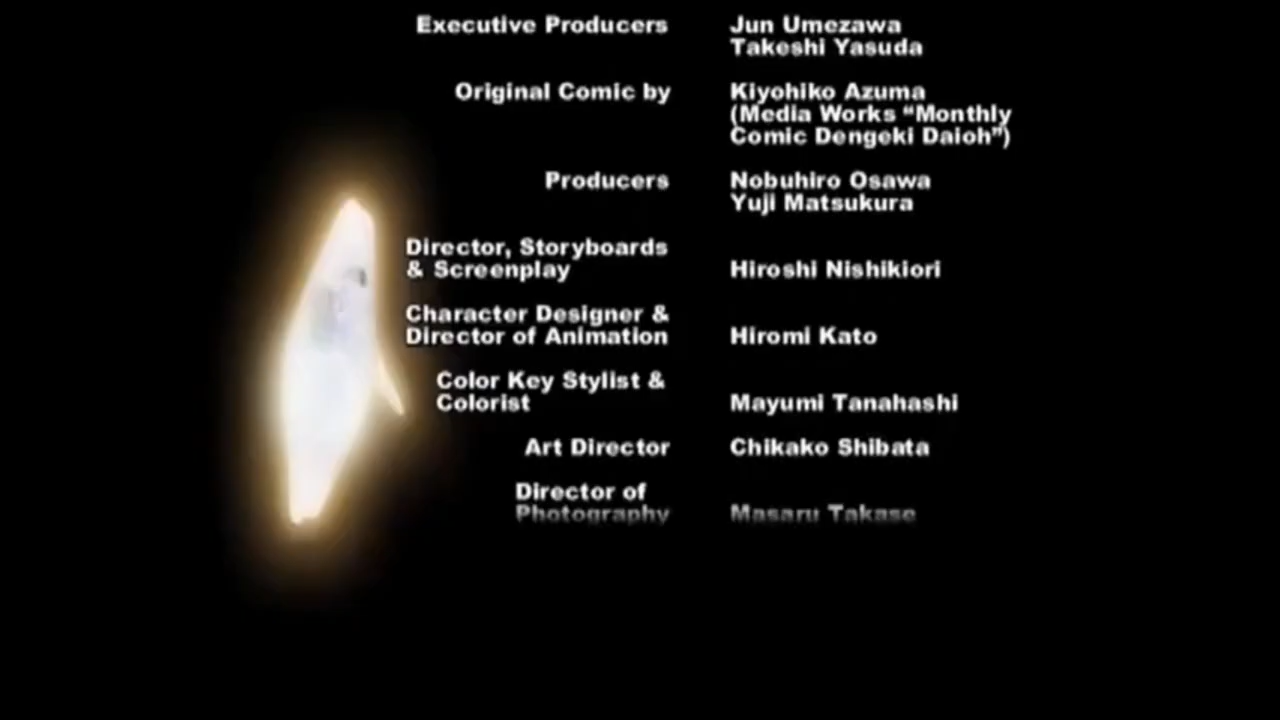 Executive Producers Jun Umezawa
Takeshi Yasuda
Original Comic by Kiyohiko Azuma
(Media Works “Monthly
Comic Dengeki Daioh”)
Producers Nobuhiro Osawa
Yuji Matsukura
Director, Storyboards
& Screenplay Hiroshi Nishikiori
Character Designer &
Director of Animation Hiromi Kato
Color Key Stylist &
Colorist Mayumi Tanahashi
Art Director Chikako Shibata
Director of
Photography Masaru Takase